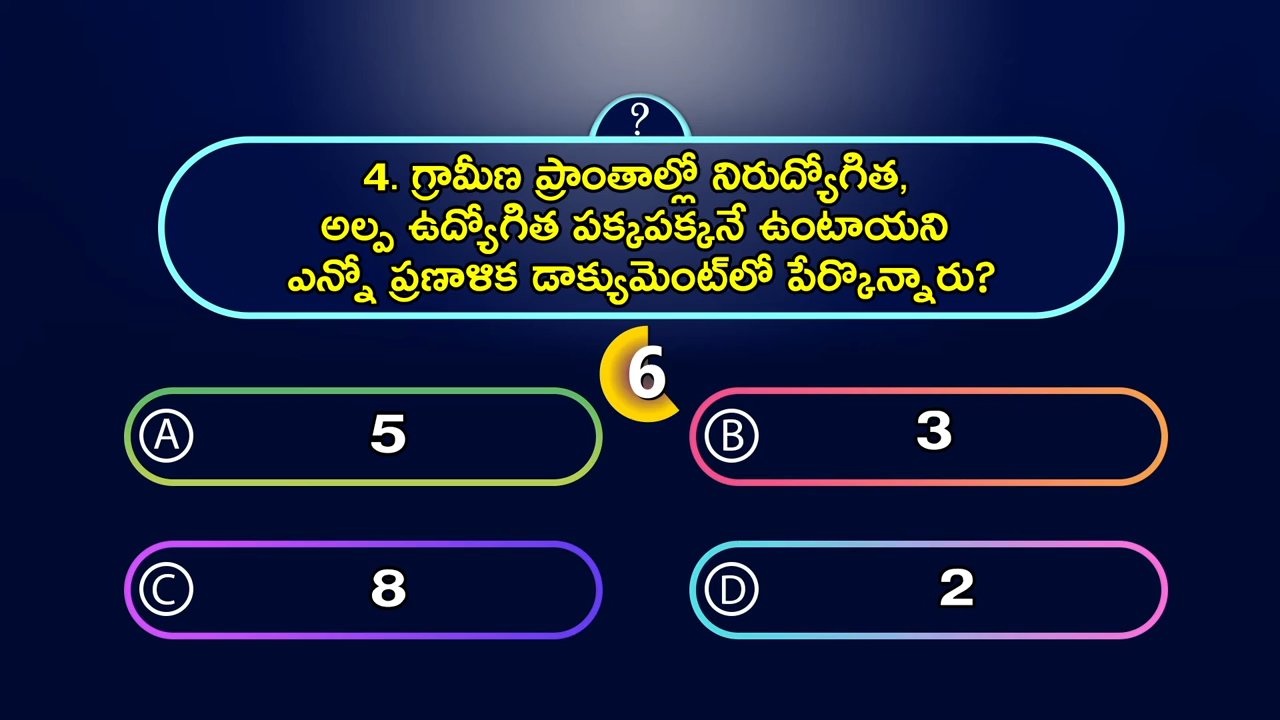 ?
4. గ్రామీణ ప్రాంతాల్లో నిరుద్యోగిత,
అల్ప ఉద్యోగిత పక్కపక్కనే ఉంటాయని
ఎన్నో ప్రణాళిక డాక్యుమెంట్‌లో పేర్కొన్నారు?
6
A 5
B 3
C 8
D 2